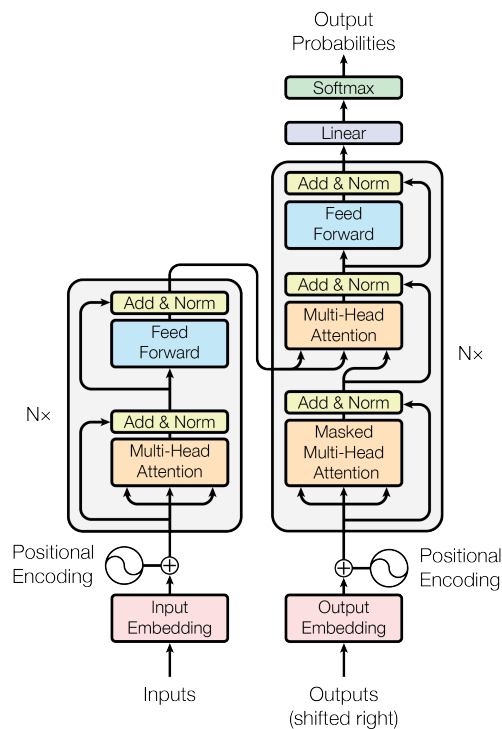 Output
Probabilities
Softmax
Linear
Add & Norm
Feed
Forward
Add & Norm
Multi-Head
Attention
Add & Norm
Masked
Multi-Head
Attention
N×
Add & Norm
Feed
Forward
Add & Norm
Multi-Head
Attention
N×
Positional
Encoding
Positional
Encoding
Input
Embedding
Output
Embedding
Inputs
Outputs
(shifted right)